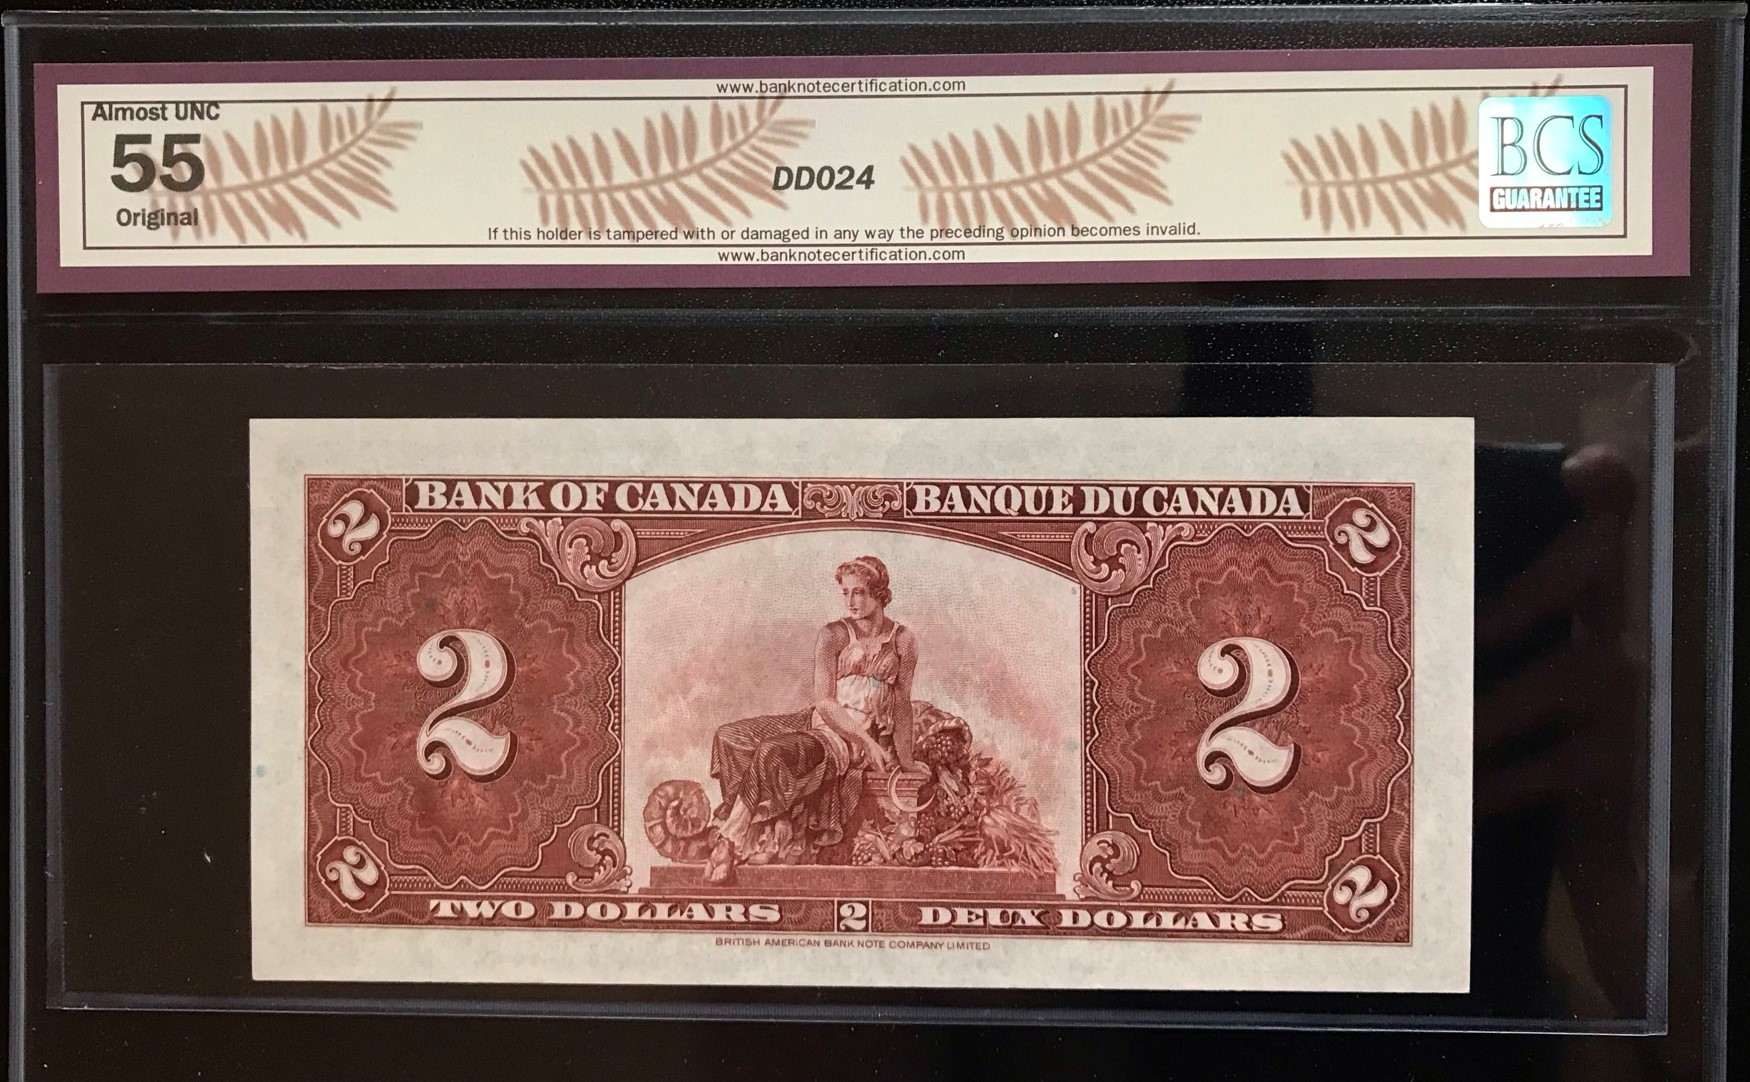 www.banknotecertification.com
Almost UNC
55
Original
DD024
BCS
GUARANTEE
If this holder is tampered with or damaged in any way the preceding opinion becomes invalid.
www.banknotecertification.com
2 BANK OF CANADA BANQUE DU CANADA 2
2 2
2 TWO DOLLARS 2 DEUX DOLLARS 2
BRITISH AMERICAN BANK NOTE COMPANY LIMITED